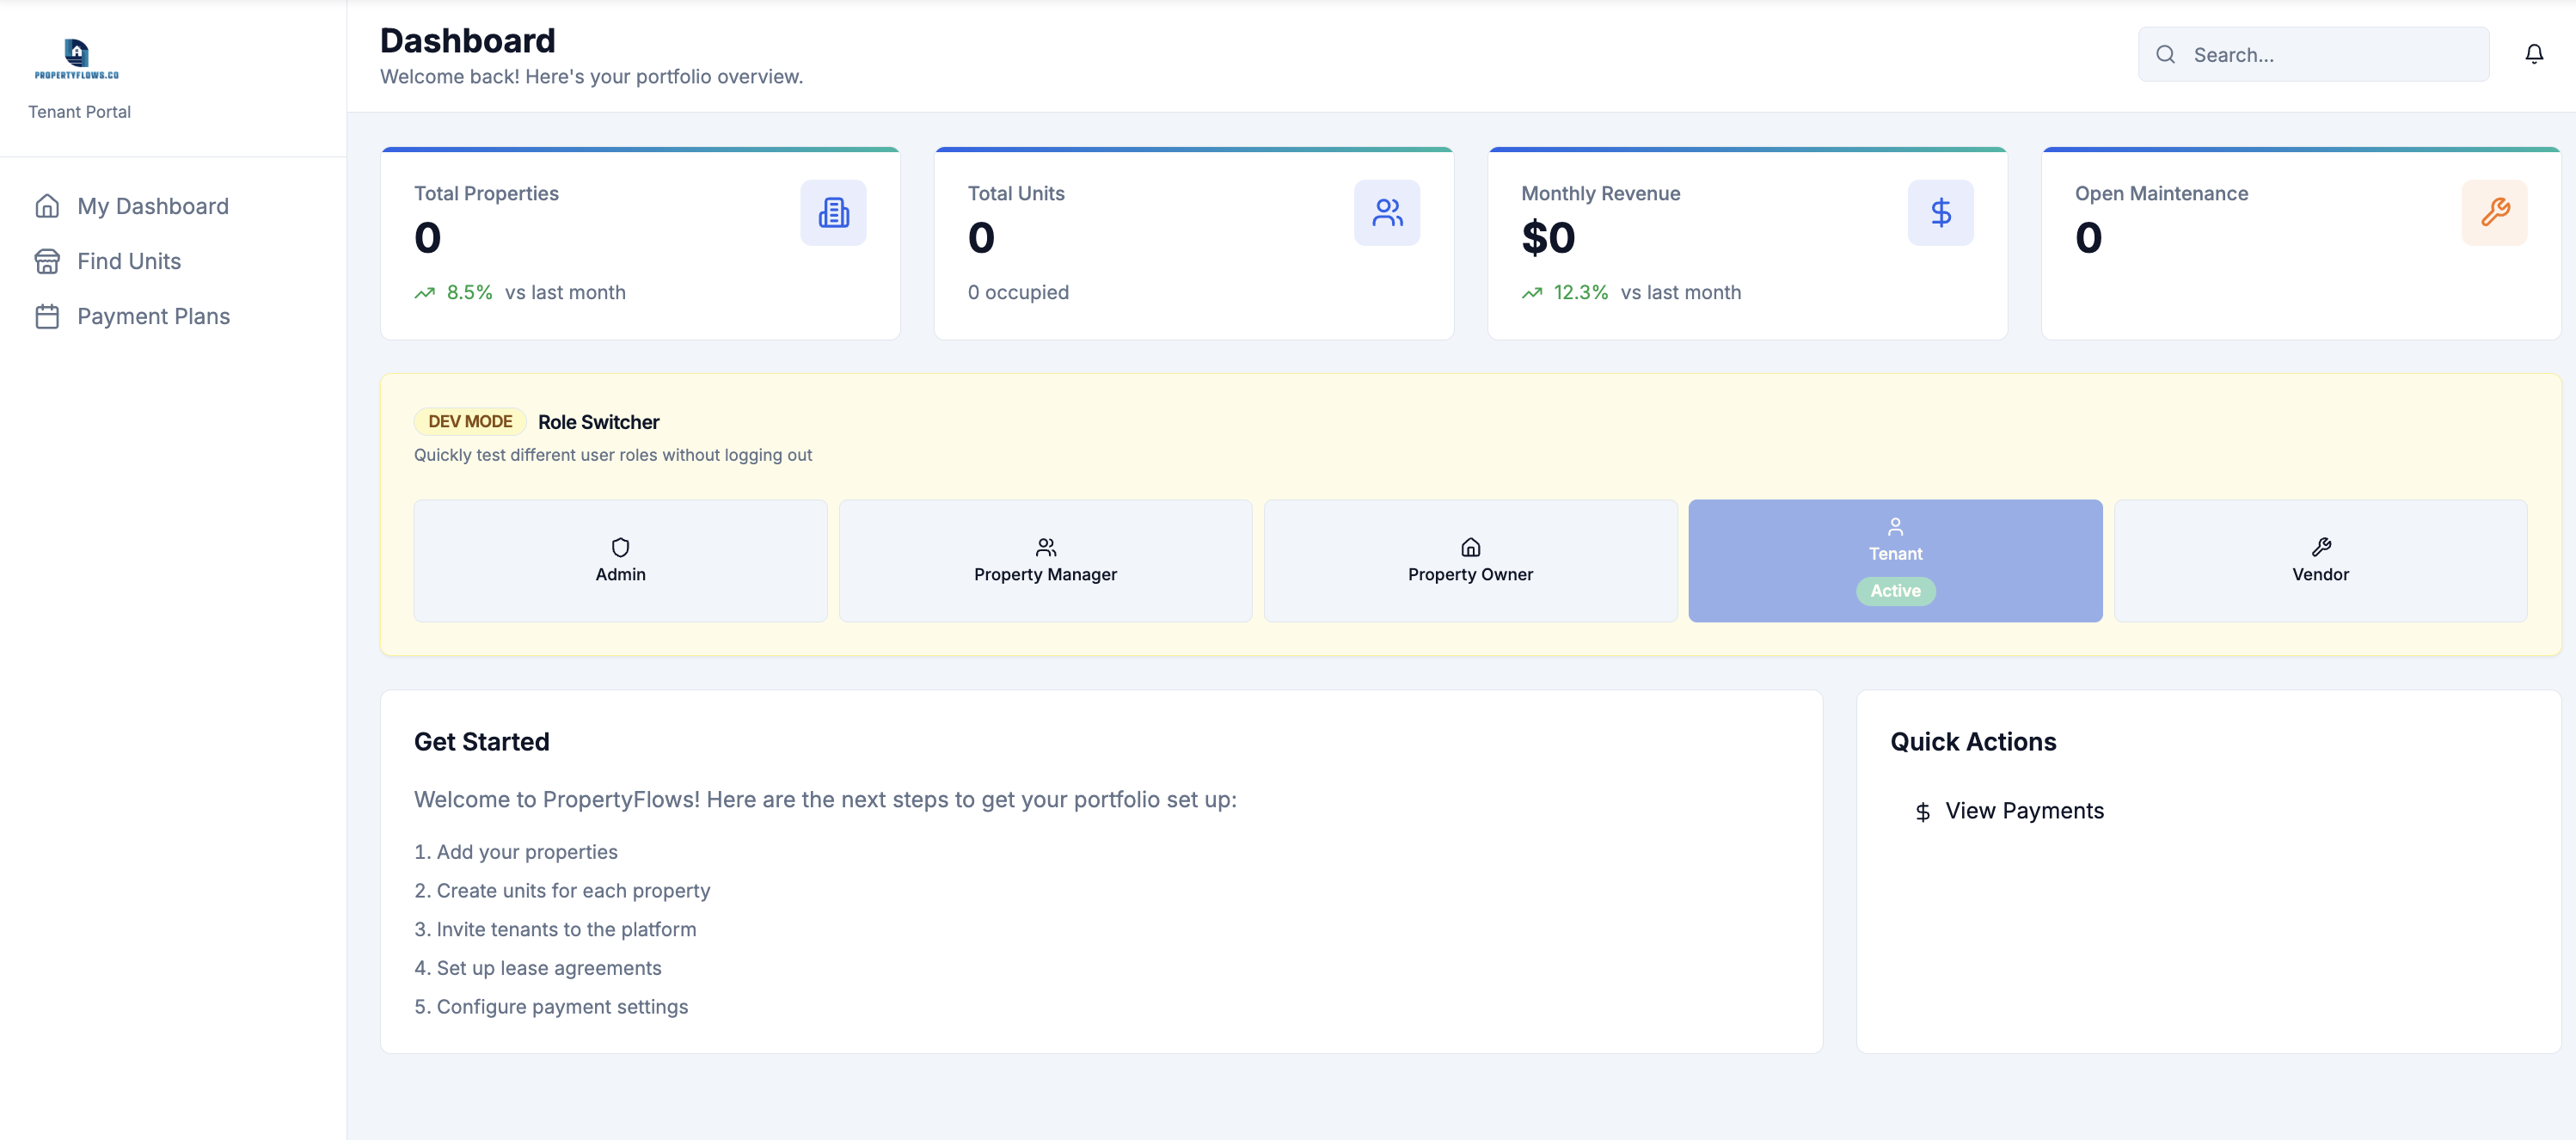 PROPERTYFLOWS.CO
Tenant Portal
My Dashboard
Find Units
Payment Plans
Dashboard
Welcome back! Here's your portfolio overview.
Search...
Total Properties
0
8.5% vs last month
Total Units
0
0 occupied
Monthly Revenue
$0
12.3% vs last month
Open Maintenance
0
DEV MODE Role Switcher
Quickly test different user roles without logging out
Admin
Property Manager
Property Owner
Tenant
Active
Vendor
Get Started
Welcome to PropertyFlows! Here are the next steps to get your portfolio set up:
1. Add your properties
2. Create units for each property
3. Invite tenants to the platform
4. Set up lease agreements
5. Configure payment settings
Quick Actions
$ View Payments